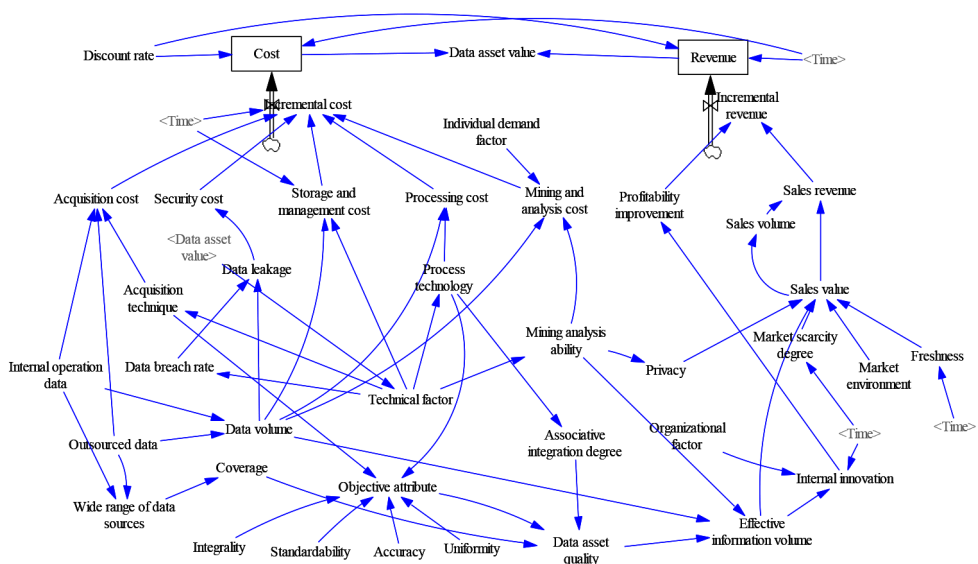 Discount rate
Cost
Data asset value
Revenue
<Time>
Incremental cost
Incremental
revenue
<Time>
Individual demand
factor
Acquisition cost
Security cost
Storage and
management cost
Processing cost
Mining and
analysis cost
Profitability
improvement
Sales revenue
Sales volume
<Data asset
value>
Data leakage
Process
technology
Acquisition
technique
Sales value
Mining analysis
ability
Market scarcity
degree
Freshness
Internal operation
data
Data breach rate
Privacy
Market
environment
Technical factor
Data volume
Outsourced data
Associative
integration degree
Organizational
factor
<Time>
<Time>
Coverage
Objective attribute
Internal innovation
Wide range of data
sources
Effective
information volume
Integrality
Standardability
Accuracy
Uniformity
Data asset
quality